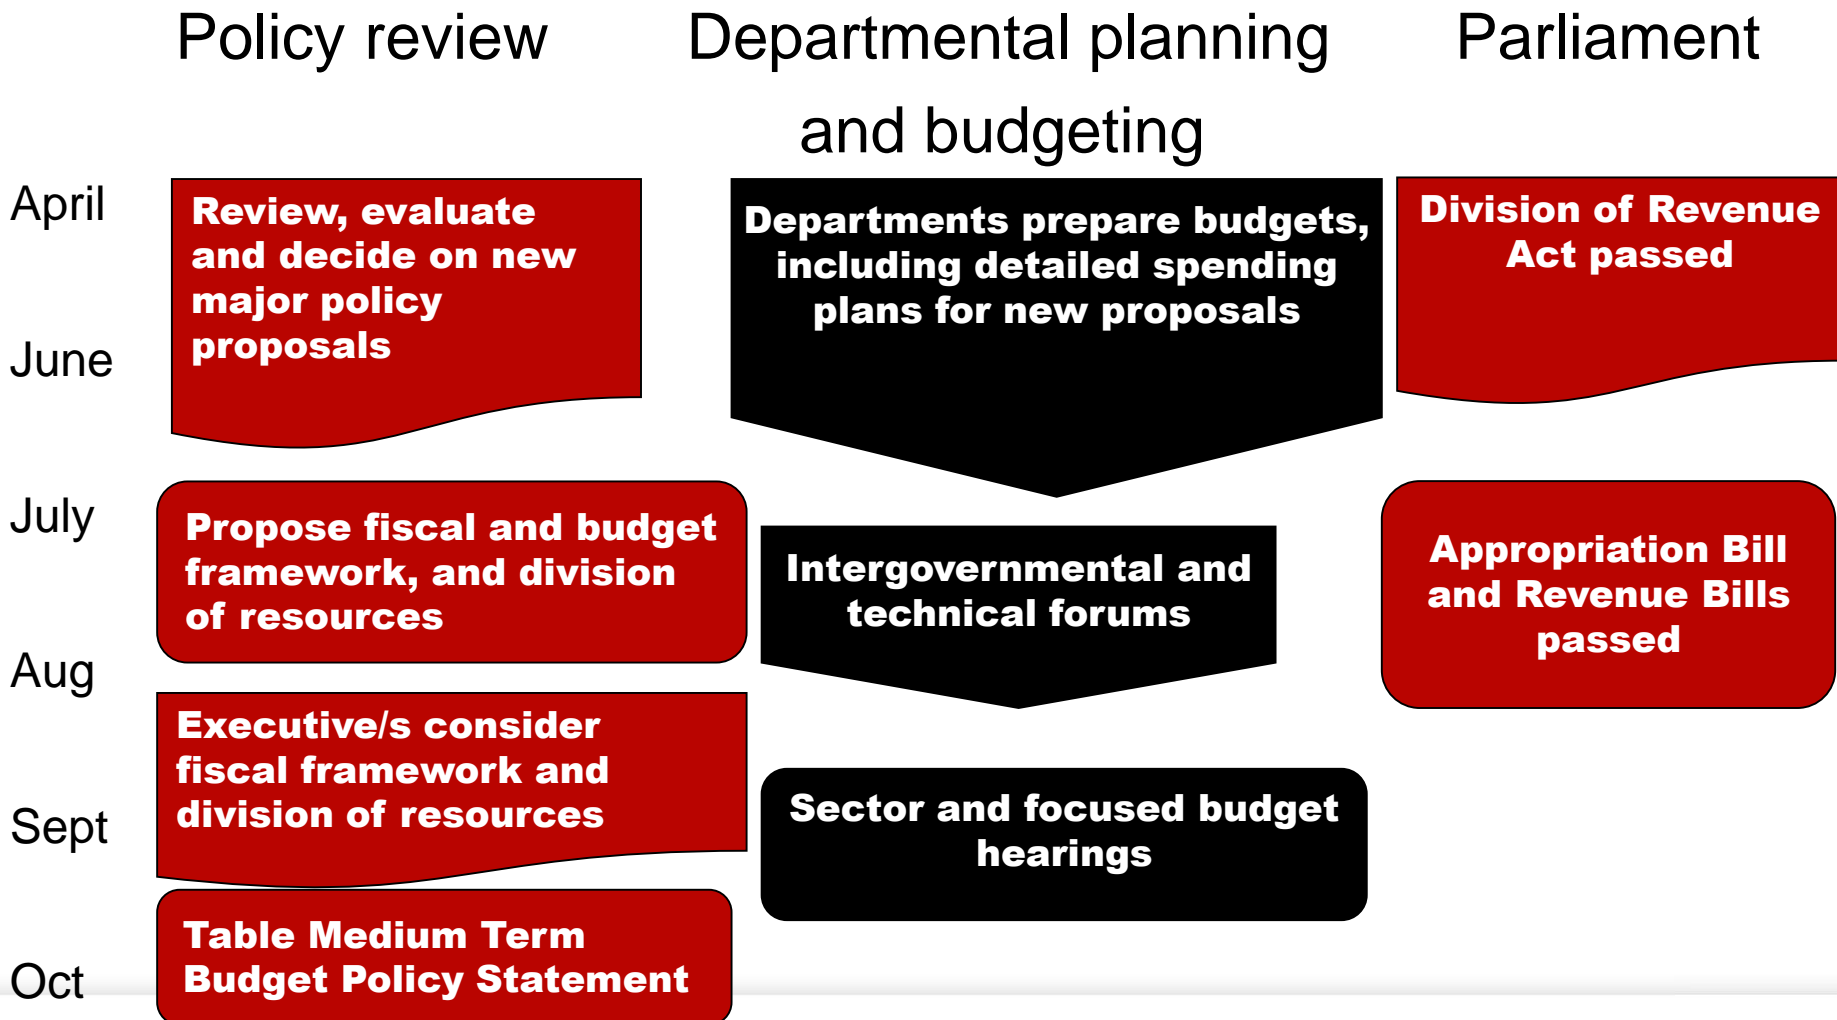 Policy review
Departmental planning
and budgeting
Parliament
April
Review, evaluate
and decide on new
major policy
proposals
Departments prepare budgets,
including detailed spending
plans for new proposals
Division of Revenue
Act passed
June
July
Propose fiscal and budget
framework, and division
of resources
Intergovernmental and
technical forums
Appropriation Bill
and Revenue Bills
passed
Aug
Executive/s consider
fiscal framework and
division of resources
Sept
Sector and focused budget
hearings
Table Medium Term
Budget Policy Statement
Oct